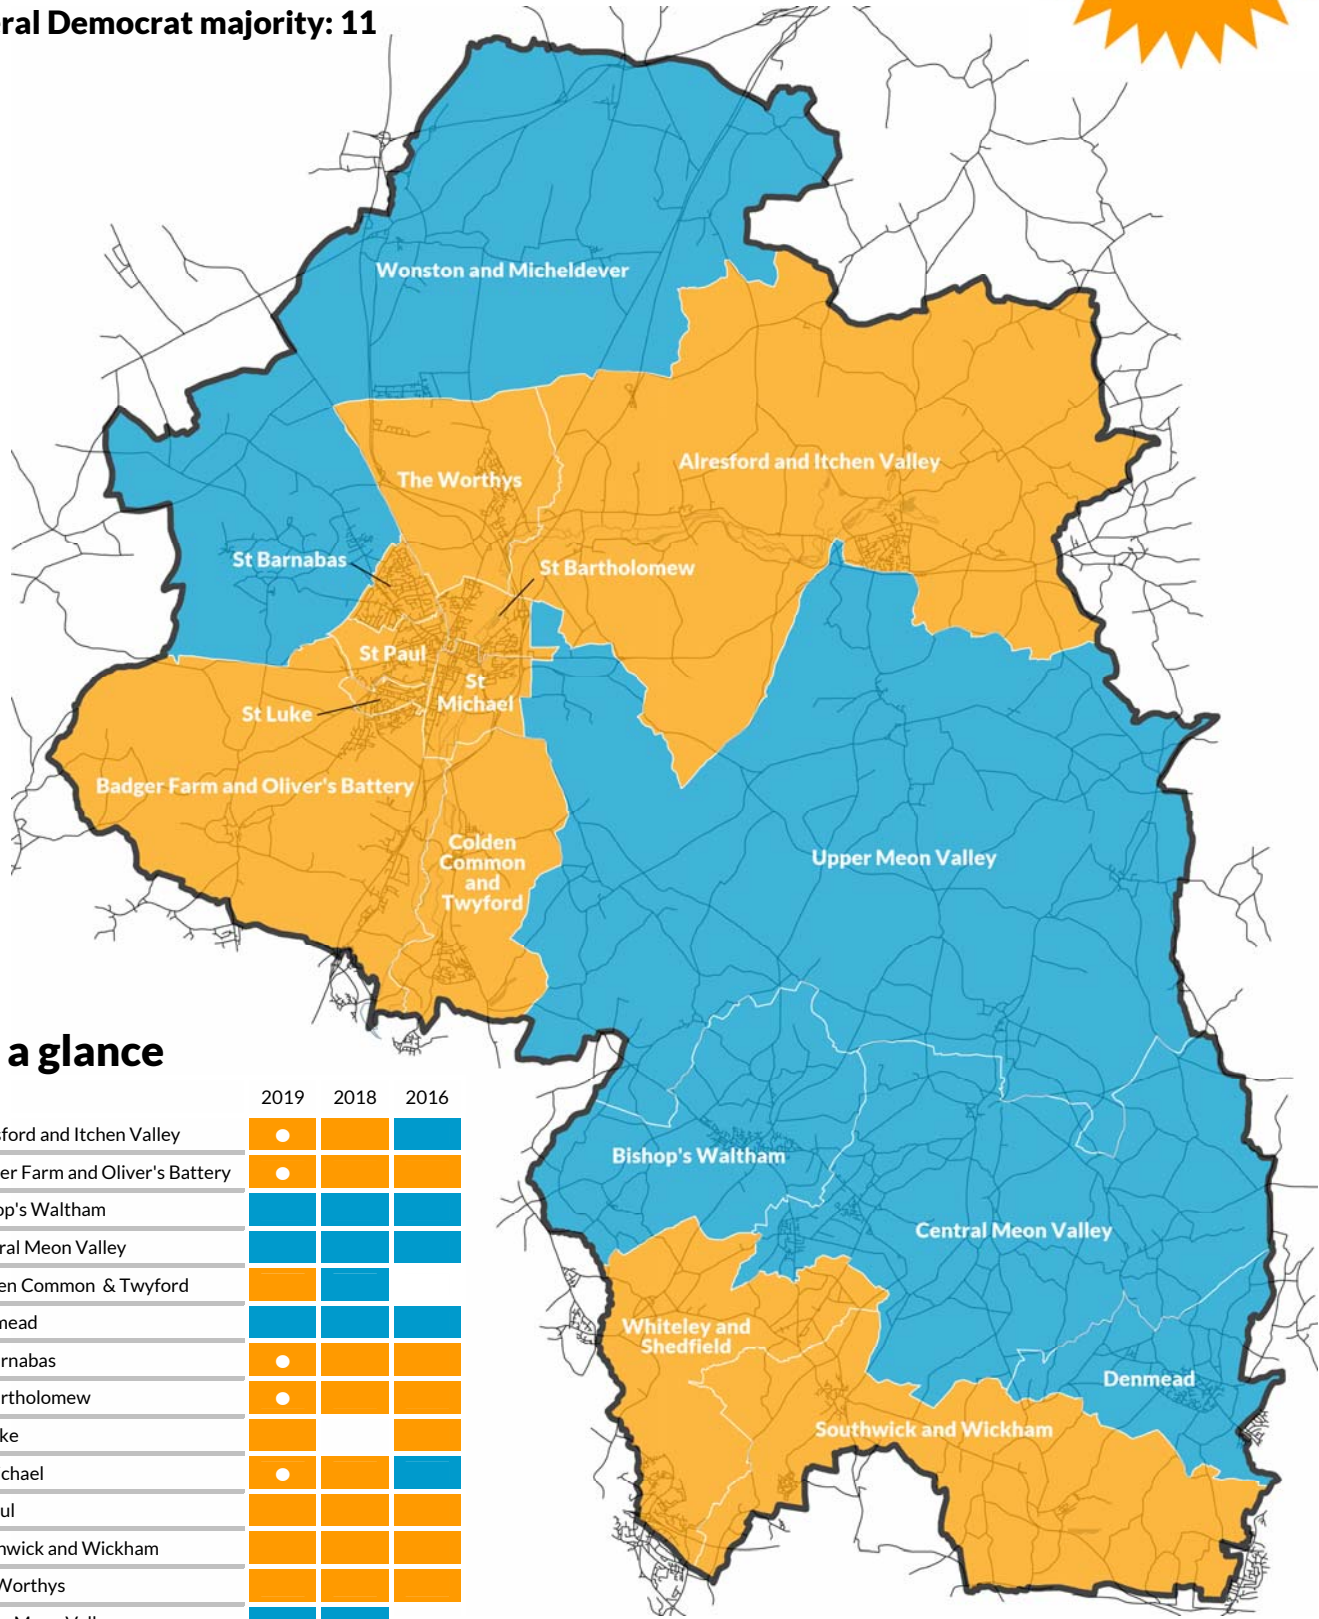 ral Democrat majority: 11
Wonston and Micheldever
Alresford and Itchen Valley
The Worthys
St Barnabas
St Bartholomew
St Paul
St
Michael
St Luke
Badger Farm and Oliver's Battery
Colden
Common
and
Twyford
Upper Meon Valley
Bishop's Waltham
Central Meon Valley
Whiteley and
Shedfield
Denmead
Southwick and Wickham
a glance
2019 2018 2016
sford and Itchen Valley
er Farm and Oliver's Battery
op's Waltham
ral Meon Valley
en Common & Twyford
mead
rnabas
rtholomew
ke
chael
ul
hwick and Wickham
Worthys